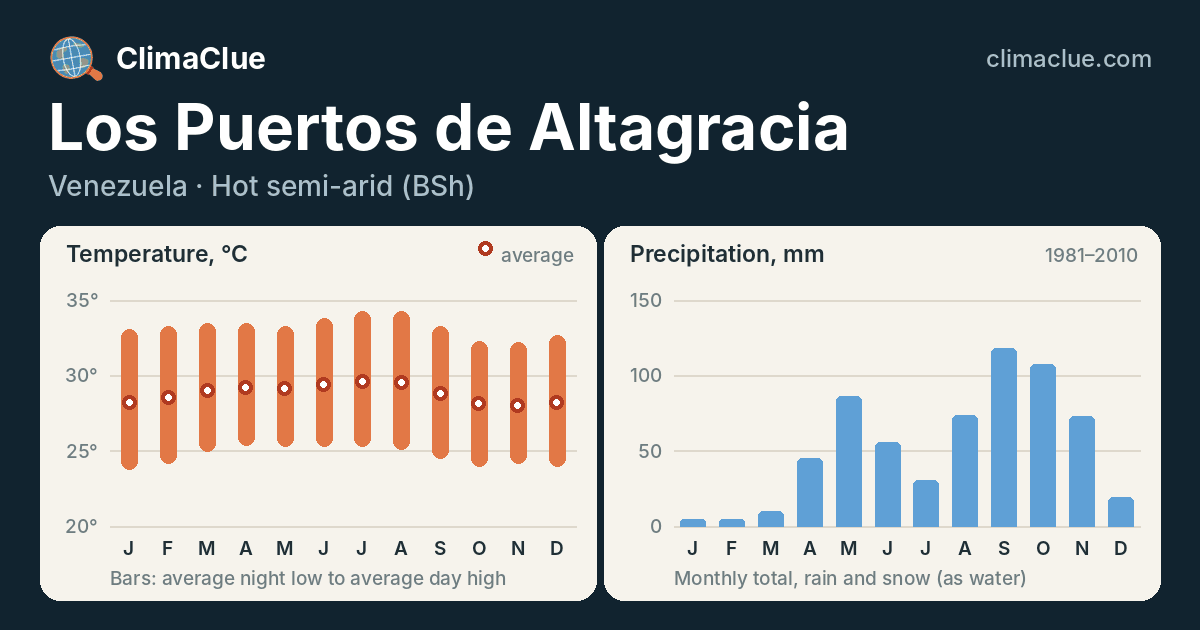 ClimaClue
climaclue.com
Los Puertos de Altagracia
Venezuela · Hot semi-arid (BSh)
Temperature, °C
average
35°
30°
25°
20°
J F M A M J J A S O N D
Bars: average night low to average day high
Precipitation, mm
1981–2010
150
100
50
0
J F M A M J J A S O N D
Monthly total, rain and snow (as water)